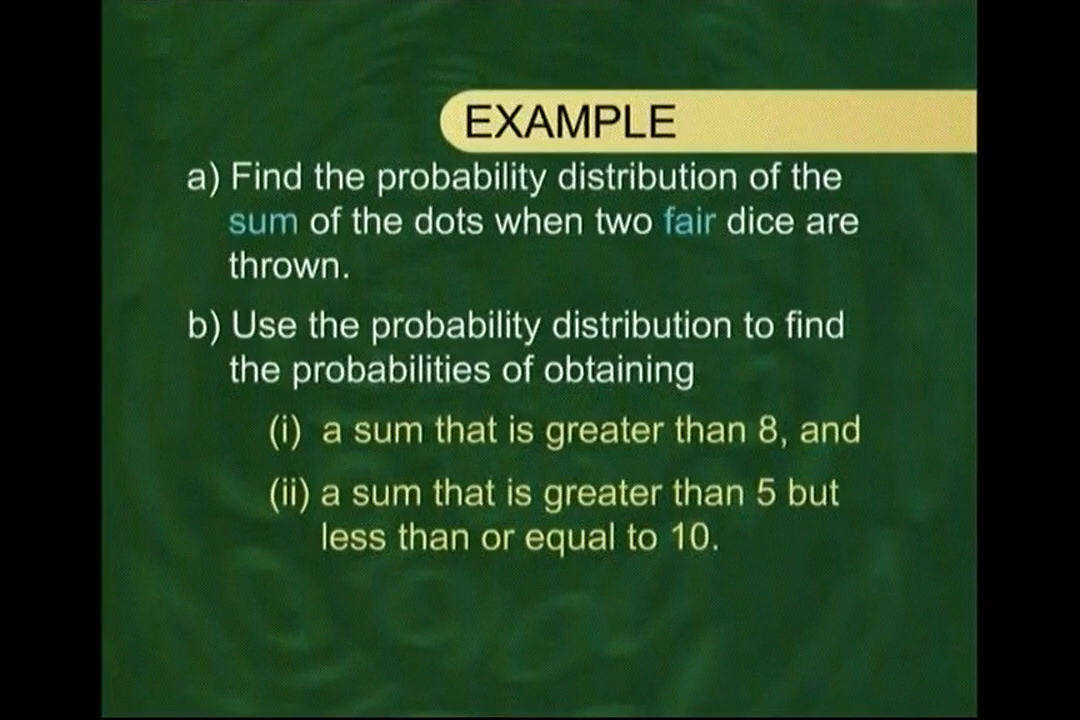 EXAMPLE
a) Find the probability distribution of the
sum of the dots when two fair dice are
thrown.
b) Use the probability distribution to find
the probabilities of obtaining
(i) a sum that is greater than 8, and
(ii) a sum that is greater than 5 but
less than or equal to 10.